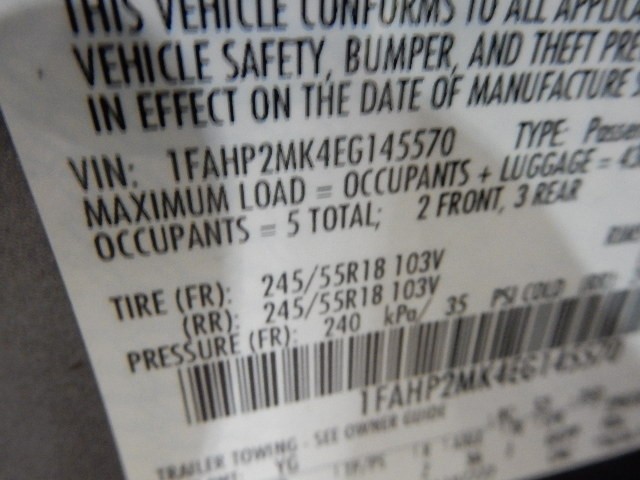 THIS VEHICLE CONFORMS TO ALL
VEHICLE SAFETY, BUMPER, AND THEFT
IN EFFECT ON THE DATE OF MANUFACTURE
VIN: 1FAHP2MK4EG145570 TYPE:
MAXIMUM LOAD = OCCUPANTS + LUGGAGE =
OCCUPANTS = 5 TOTAL; 2 FRONT, 3 REAR
TIRE (FR): 245/55R18 103V
(RR): 245/55R18 103V
PRESSURE (FR): 240 kPa/ 35 PSI COLD
1FAHP2MK4EG145570
TRAILER TOWING - SEE OWNER GUIDE
YG